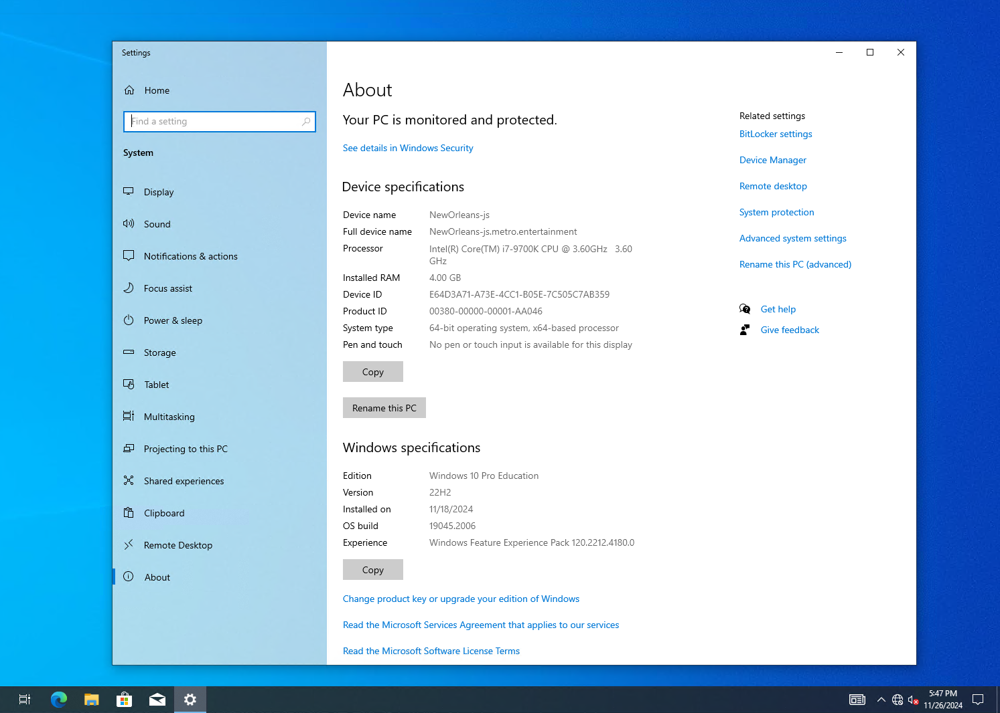 Settings
Home
Find a setting
System
Display
Sound
Notifications & actions
Focus assist
Power & sleep
Storage
Tablet
Multitasking
Projecting to this PC
Shared experiences
Clipboard
Remote Desktop
About
About
Your PC is monitored and protected.
See details in Windows Security
Device specifications
Device name NewOrleans-js
Full device name NewOrleans-js.metro.entertainment
Processor Intel(R) Core(TM) i7-9700K CPU @ 3.60GHz 3.60
GHz
Installed RAM 4.00 GB
Device ID E64D3A71-A73E-4CC1-B05E-7C505C7AB359
Product ID 00380-00000-00001-AA046
System type 64-bit operating system, x64-based processor
Pen and touch No pen or touch input is available for this display
Copy
Rename this PC
Windows specifications
Edition Windows 10 Pro Education
Version 22H2
Installed on 11/18/2024
OS build 19045.2006
Experience Windows Feature Experience Pack 120.2212.4180.0
Copy
Change product key or upgrade your edition of Windows
Read the Microsoft Services Agreement that applies to our services
Read the Microsoft Software License Terms
Related settings
BitLocker settings
Device Manager
Remote desktop
System protection
Advanced system settings
Rename this PC (advanced)
Get help
Give feedback
5:47 PM
11/26/2024